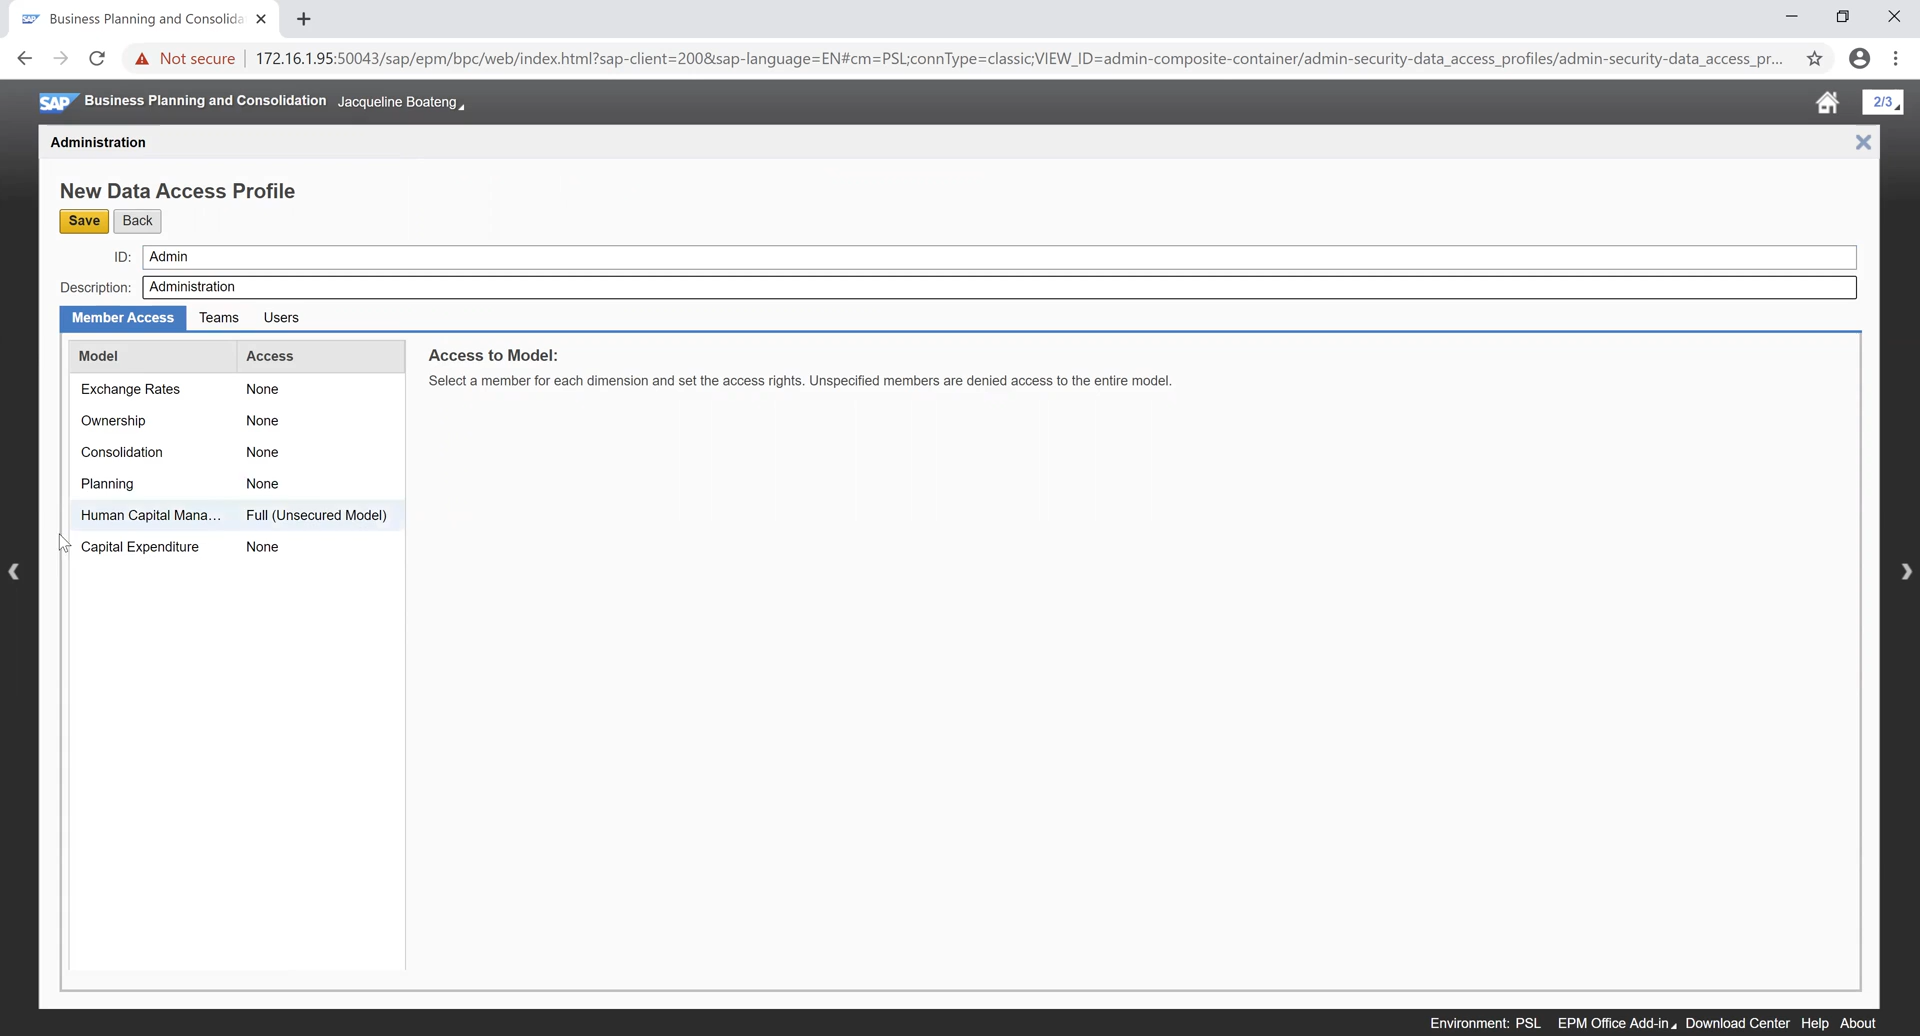 SAP Business Planning and Consolida
Not secure 172.16.1.95:50043/sap/epm/bpc/web/index.html?sap-client=200&sap-language=EN#cm=PSL;connType=classic;VIEW_ID=admin-composite-container/admin-security-data_access_profiles/admin-security-data_access_pr...
SAP Business Planning and Consolidation Jacqueline Boateng 2/3
Administration
New Data Access Profile
Save Back
ID: Admin
Description: Administration
Member Access Teams Users
Model Access Access to Model:
Select a member for each dimension and set the access rights. Unspecified members are denied access to the entire model.
Exchange Rates None
Ownership None
Consolidation None
Planning None
Human Capital Mana... Full (Unsecured Model)
Capital Expenditure None
Environment: PSL EPM Office Add-in Download Center Help About